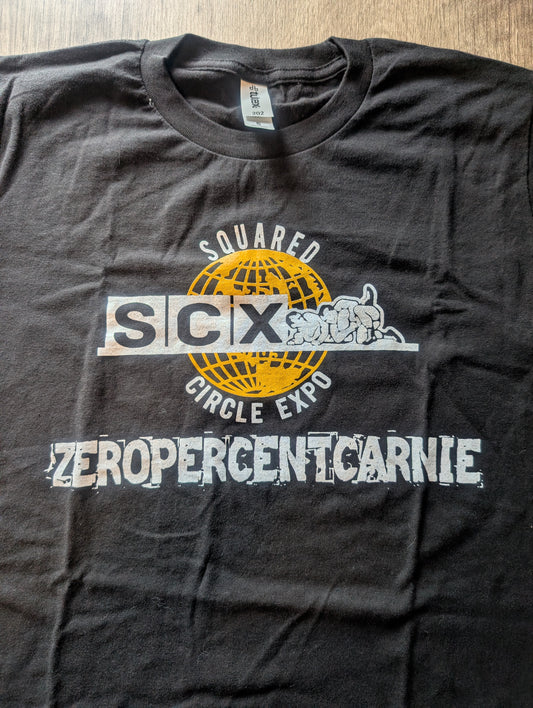 SQUARED
SCX
CIRCLE EXPO
ZEROPERCENTCARNIE